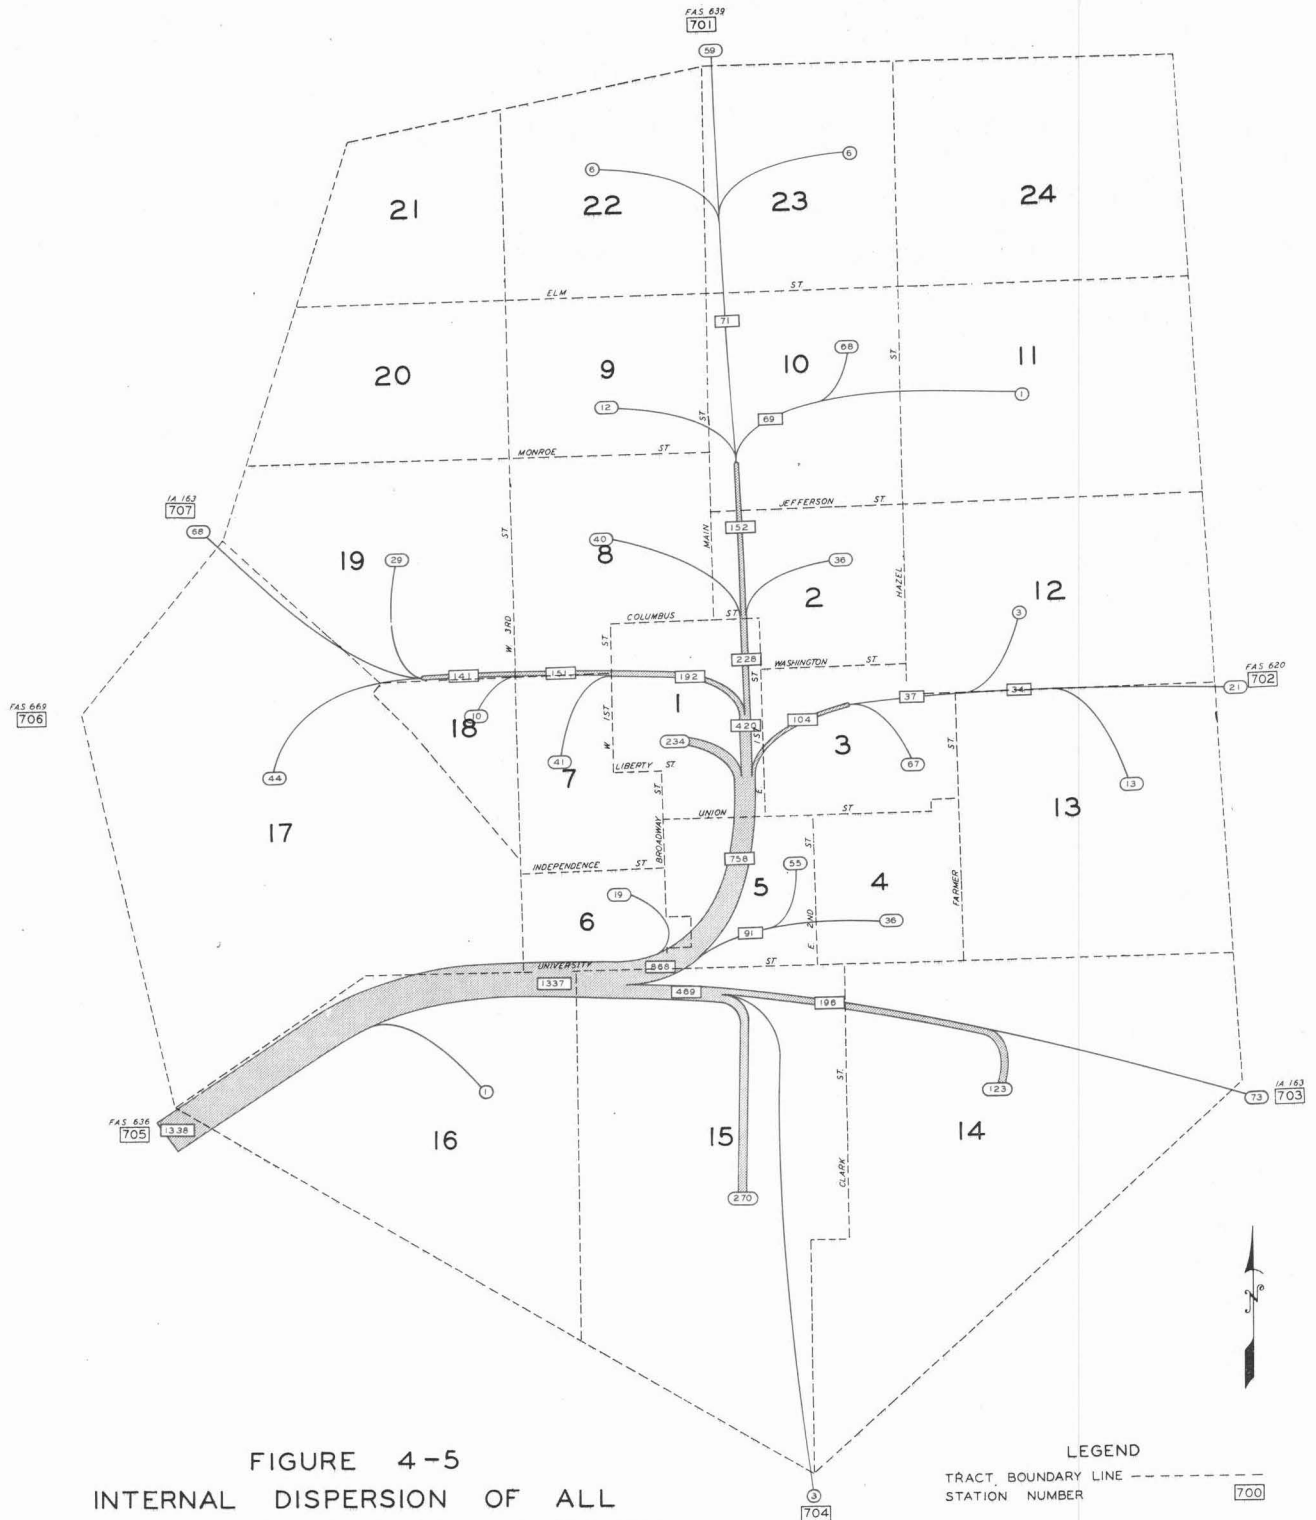 FAS 639
701
59
6
6
21
22
23
24
ELM ST
71
68
20
9
10
ST
11
12
ST
69
1
MONROE ST
IA 163
707
68
JEFFERSON ST
152
19
29
ST
40
8
MAIN
36
2
HAZEL
12
3
COLUMBUS ST
W 3RD
ST
228
WASHINGTON ST
FAS 620
702
21
141
151
192
ST
37
34
FAS 669
706
10
18
1
W 1ST
420
E 1ST
104
3
ST
44
41
7
234
67
13
LIBERTY ST
17
ST
UNION ST
13
BROADWAY
758
ST
INDEPENDENCE ST
55
5
4
FARMER
6
19
91
E 2ND
36
UNIVERSITY ST
868
1337
469
196
1
ST
123
73
IA 163
703
FAS 636
705
1338
16
15
14
CLARK
270
N
FIGURE 4-5
INTERNAL DISPERSION OF ALL
LEGEND
TRACT BOUNDARY LINE
STATION NUMBER 700
3
704